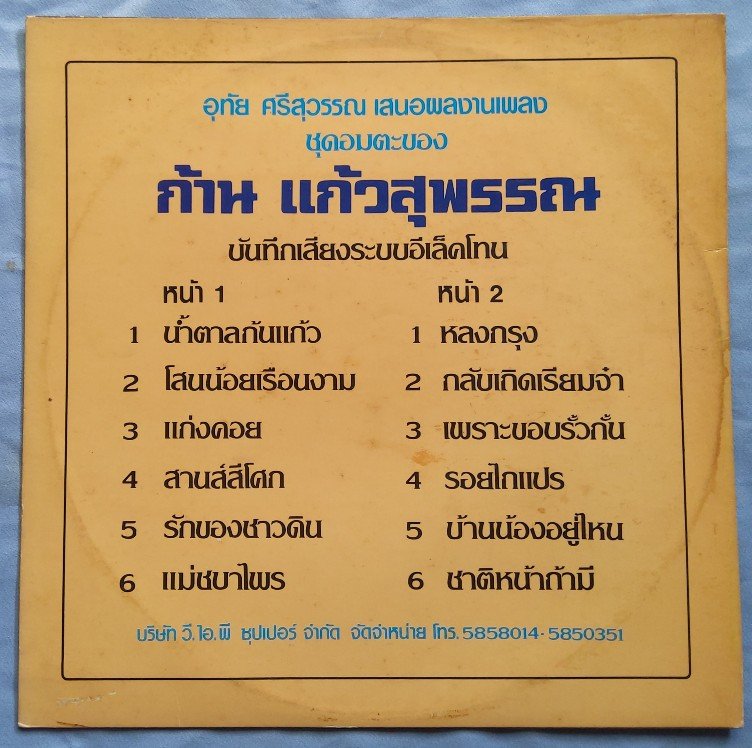 อุทัย ศรีสุวรรณ เสนอผลงานเพลง
ชุดอมตะของ
ก้าน แก้วสุพรรณ
บันทึกเสียงระบบอีเล็คโทน
หน้า 1
1 น้ำตาลก้นแก้ว
2 โสนน้อยเรือนงาม
3 แก่งคอย
4 สานส์สีโศก
5 รักของชาวดิน
6 แม่ชบาไพร
หน้า 2
1 หลงกรุง
2 กลับเถิดเรียมจ๋า
3 เพราะขอบรั้วกั้น
4 รอยไถแปร
5 บ้านน้องอยู่ไหน
6 ชาติหน้าถ้ามี
บริษัท วี.ไอ.พี ซุปเปอร์ จำกัด จัดจำหน่าย โทร. 5858014-5850351